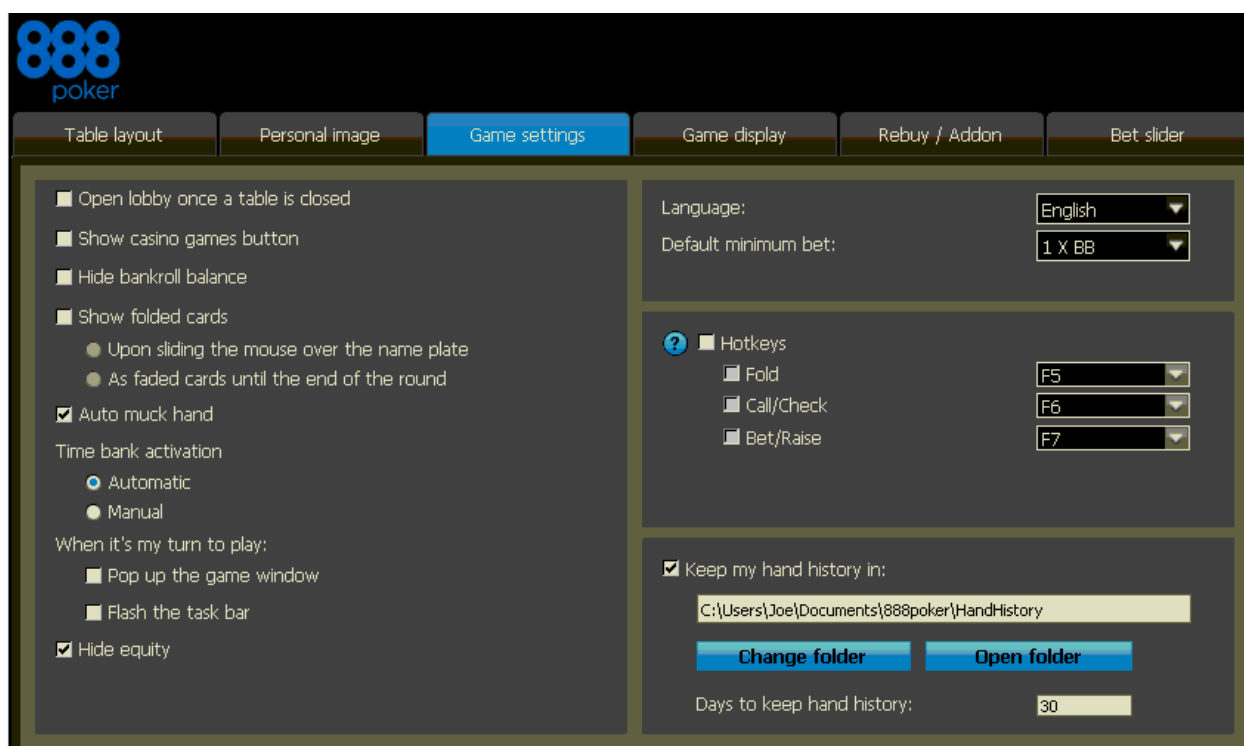 888
poker
Table layout
Personal image
Game settings
Game display
Rebuy / Addon
Bet slider
Open lobby once a table is closed
Show casino games button
Hide bankroll balance
Show folded cards
Upon sliding the mouse over the name plate
As faded cards until the end of the round
Auto muck hand
Time bank activation
Automatic
Manual
When it's my turn to play:
Pop up the game window
Flash the task bar
Hide equity
Language:
English
Default minimum bet:
1 X BB
? Hotkeys
Fold
F5
Call/Check
F6
Bet/Raise
F7
Keep my hand history in:
C:\Users\Joe\Documents\888poker\HandHistory
Change folder
Open folder
Days to keep hand history:
30